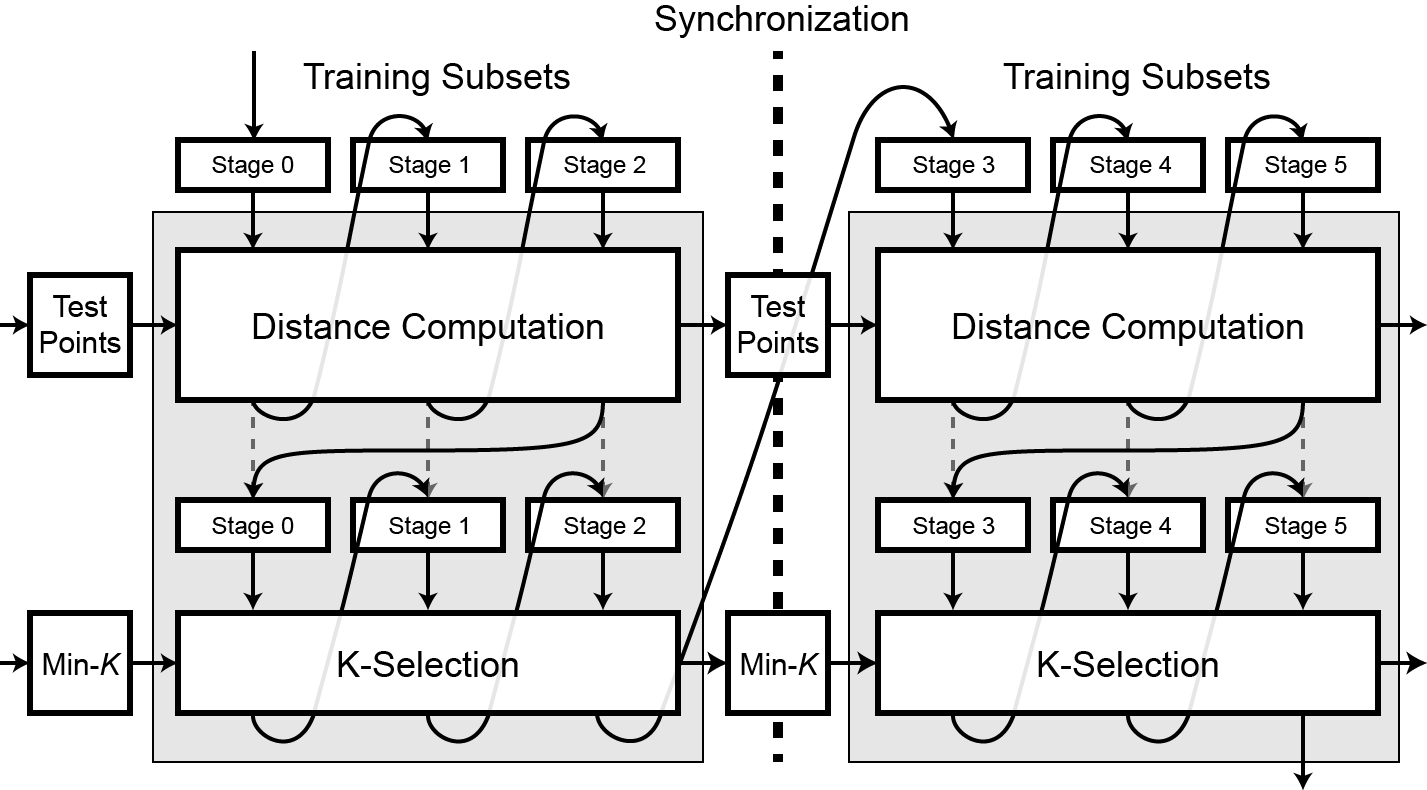 Synchronization
Training Subsets
Training Subsets
Stage 0
Stage 1
Stage 2
Stage 3
Stage 4
Stage 5
Test
Points
Distance Computation
Test
Points
Distance Computation
Stage 0
Stage 1
Stage 2
Stage 3
Stage 4
Stage 5
Min-K
K-Selection
Min-K
K-Selection